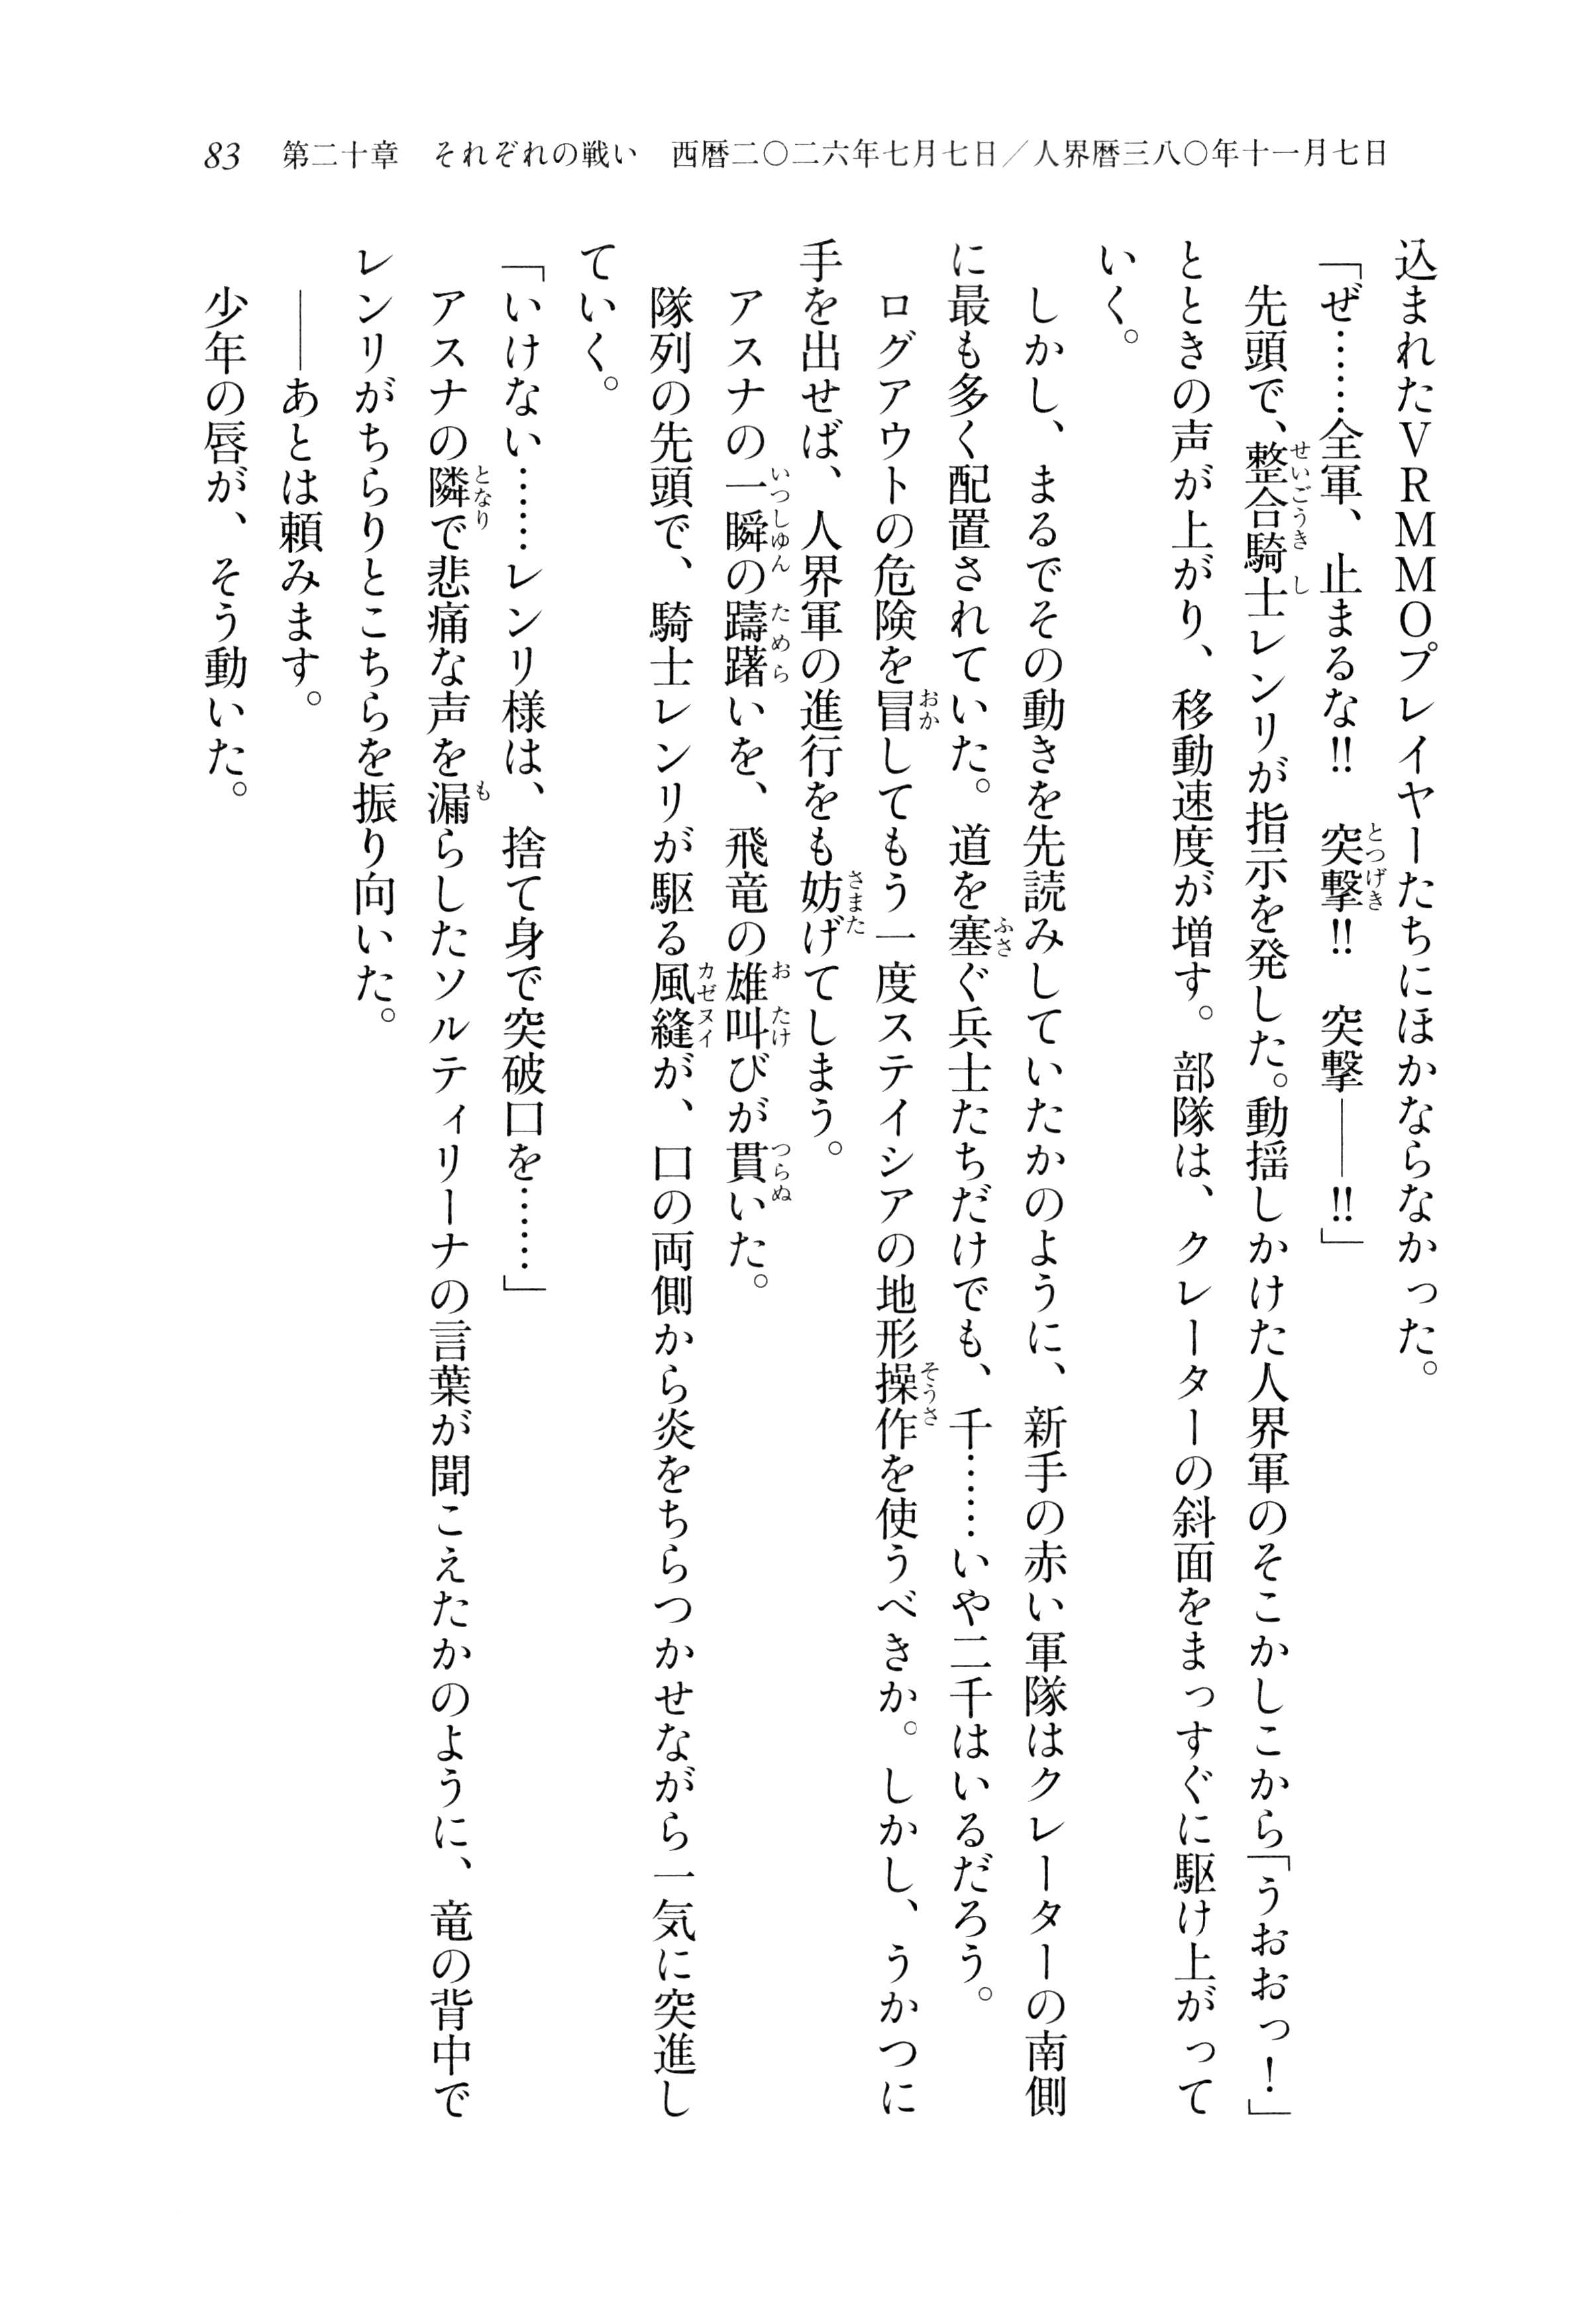 83 第二十章 それぞれの戦い 西暦二〇二六年七月七日／人界暦三八〇年十一月七日
込まれたＶＲＭＭＯプレイヤーたちにほかならなかった。
「ぜ……全軍、止まるな‼ 突撃‼ 突撃――‼」
先頭で、整合騎士レンリが指示を発した。動揺しかけた人界軍のそこかしこから「うおおっ！」
とときの声が上がり、移動速度が増す。部隊は、クレーターの斜面をまっすぐに駆け上がって
いく。
しかし、まるでその動きを先読みしていたかのように、新手の赤い軍隊はクレーターの南側
に最も多く配置されていた。道を塞ぐ兵士たちだけでも、千……いや二千はいるだろう。
ログアウトの危険を冒してもう一度ステイシアの地形操作を使うべきか。しかし、うかつに
手を出せば、人界軍の進行をも妨げてしまう。
アスナの一瞬の躊躇いを、飛竜の雄叫びが貫いた。
隊列の先頭で、騎士レンリが駆る風縫が、口の両側から炎をちらつかせながら一気に突進し
ていく。
「いけない……レンリ様は、捨て身で突破口を……」
アスナの隣で悲痛な声を漏らしたソルティリーナの言葉が聞こえたかのように、竜の背中で
レンリがちらりとこちらを振り向いた。
――あとは頼みます。
少年の唇が、そう動いた。